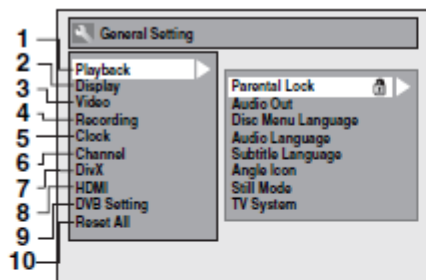 General Setting
1 Playback
2 Display
3 Video
4 Recording
5 Clock
6 Channel
7 DivX
8 HDMI
9 DVB Setting
10 Reset All
Parental Lock
Audio Out
Disc Menu Language
Audio Language
Subtitle Language
Angle Icon
Still Mode
TV System